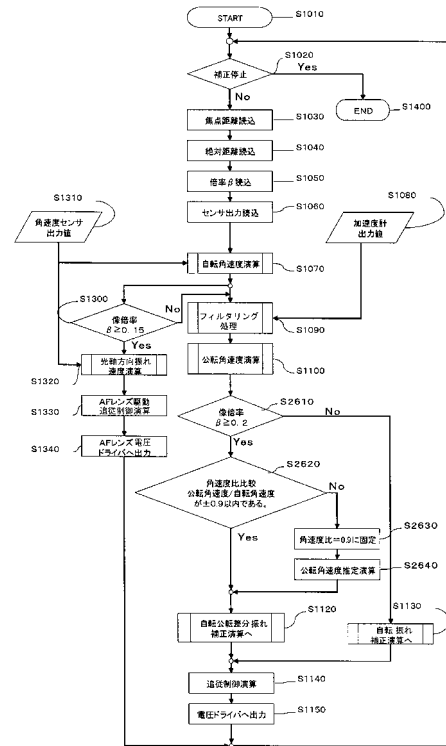 START
S1010
補正停止
S1020
Yes
No
END
S1400
焦点距離読込
S1030
絶対距離読込
S1040
倍率β読込
S1050
センサ出力読込
S1060
S1310
角速度センサ
出力値
S1080
加速度計
出力値
自転角速度演算
S1070
S1300
像倍率
β≧0.15
No
Yes
フィルタリング
処理
S1090
公転角速度演算
S1100
光軸方向振れ
速度演算
S1320
AFレンズ駆動
追従制御演算
S1330
AFレンズ電圧
ドライバへ出力
S1340
像倍率
β≧0.2
S2610
No
Yes
角速度比比較
公転角速度/自転角速度
が±0.9以内である。
S2620
No
Yes
角速度比=0.9に固定
S2630
公転角速度推定演算
S2640
自転公転差分振れ
補正演算へ
S1120
自転振れ
補正演算へ
S1130
追従制御演算
S1140
電圧ドライバへ出力
S1150